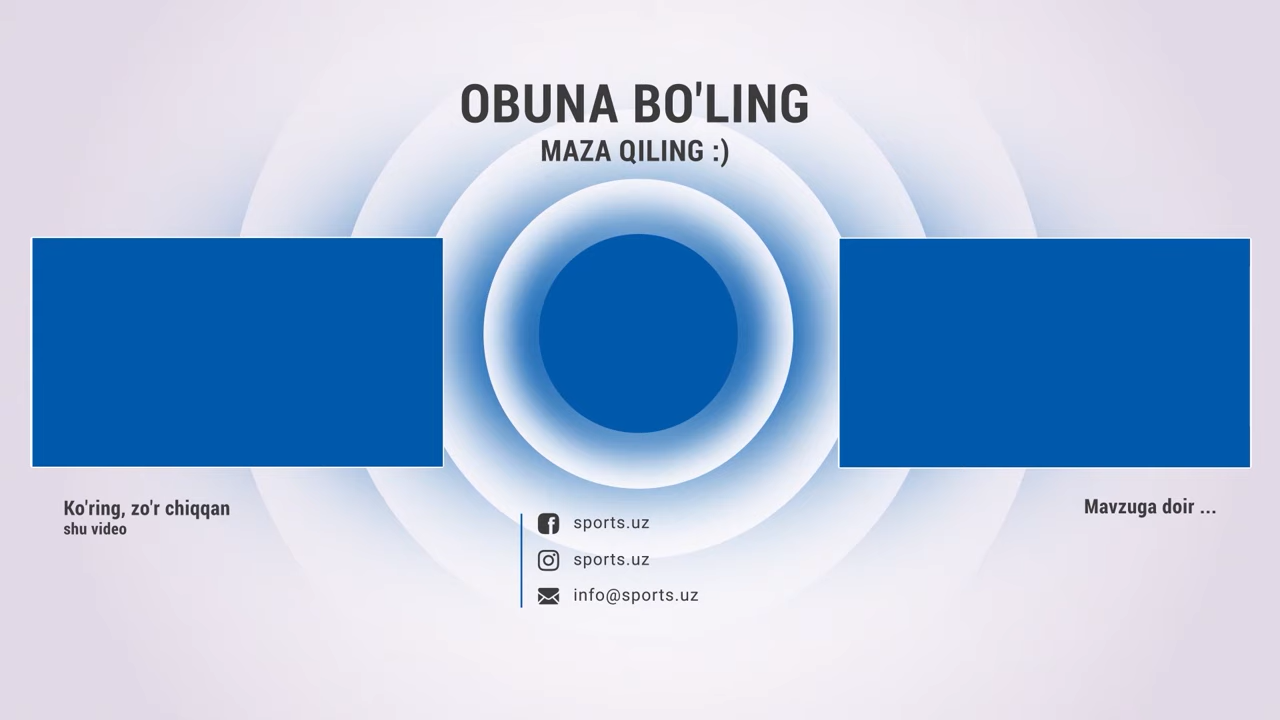 OBUNA BO'LING
MAZA QILING :)
Ko'ring, zo'r chiqqan
shu video
Mavzuga doir ...
sports.uz
sports.uz
info@sports.uz